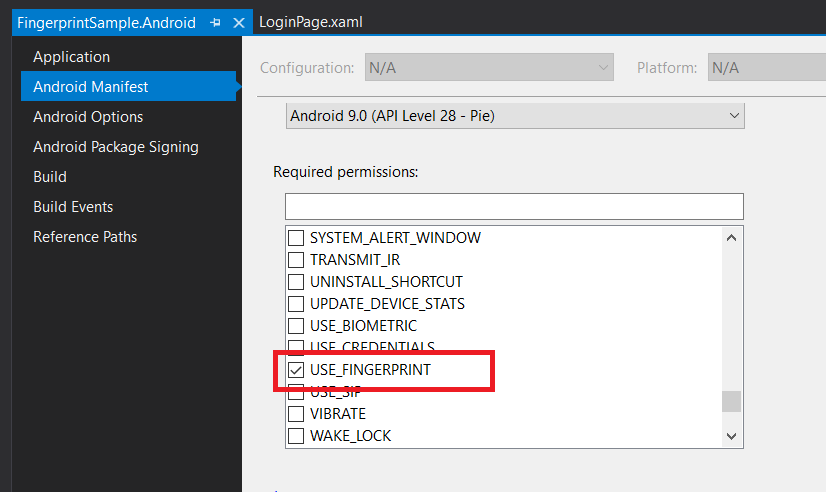 FingerprintSample.Android
LoginPage.xaml
Application
Android Manifest
Android Options
Android Package Signing
Build
Build Events
Reference Paths
Configuration: N/A Platform: N/A
Android 9.0 (API Level 28 - Pie)
Required permissions:
SYSTEM_ALERT_WINDOW
TRANSMIT_IR
UNINSTALL_SHORTCUT
UPDATE_DEVICE_STATS
USE_BIOMETRIC
USE_CREDENTIALS
USE_FINGERPRINT
USE_SIP
VIBRATE
WAKE_LOCK